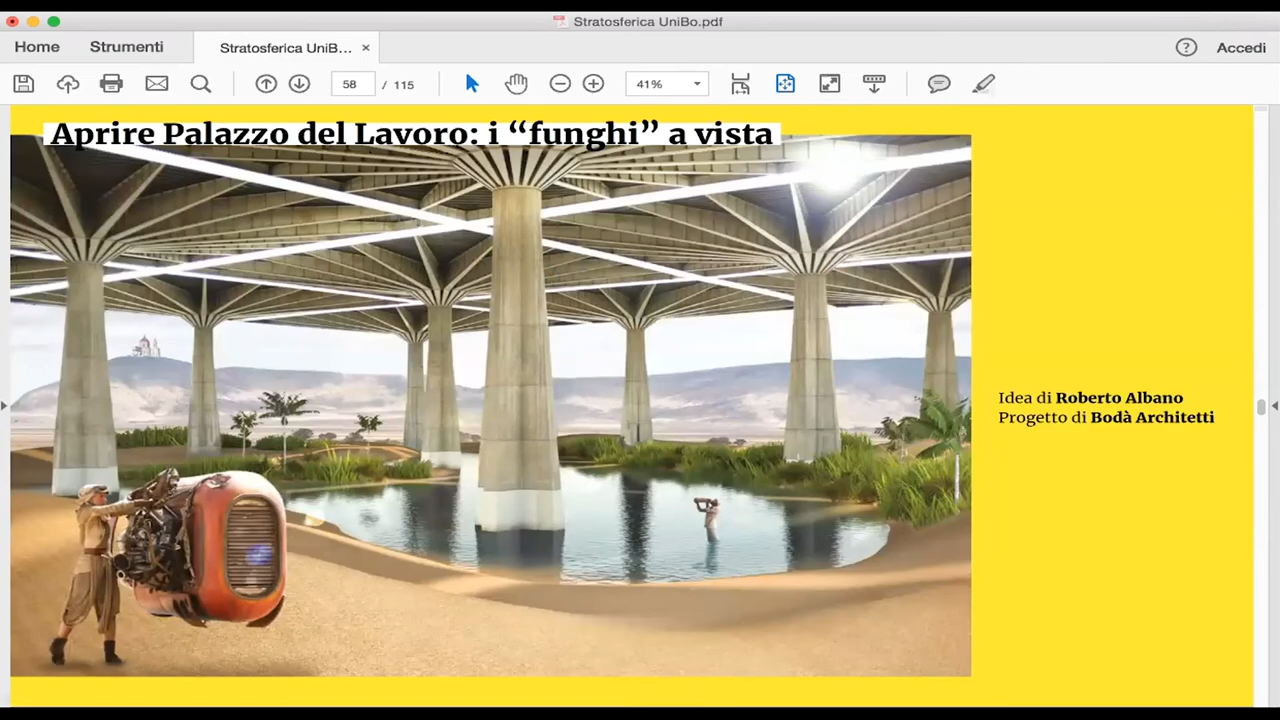 Stratosferica UniBo.pdf
Home
Strumenti
Stratosferica UniB... ×
?
Accedi
58 / 115
41%
Aprire Palazzo del Lavoro: i “funghi” a vista
Idea di Roberto Albano
Progetto di Bodà Architetti